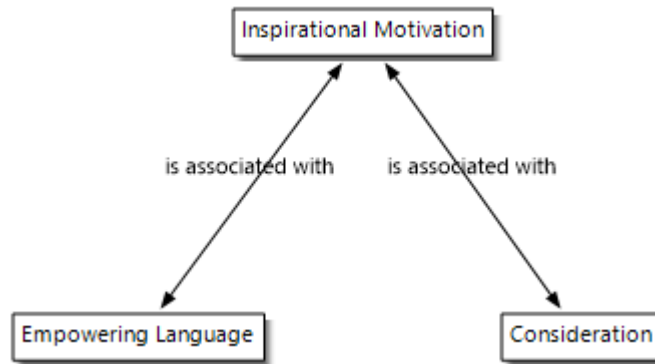 Inspirational Motivation
is associated with
is associated with
Empowering Language
Consideration